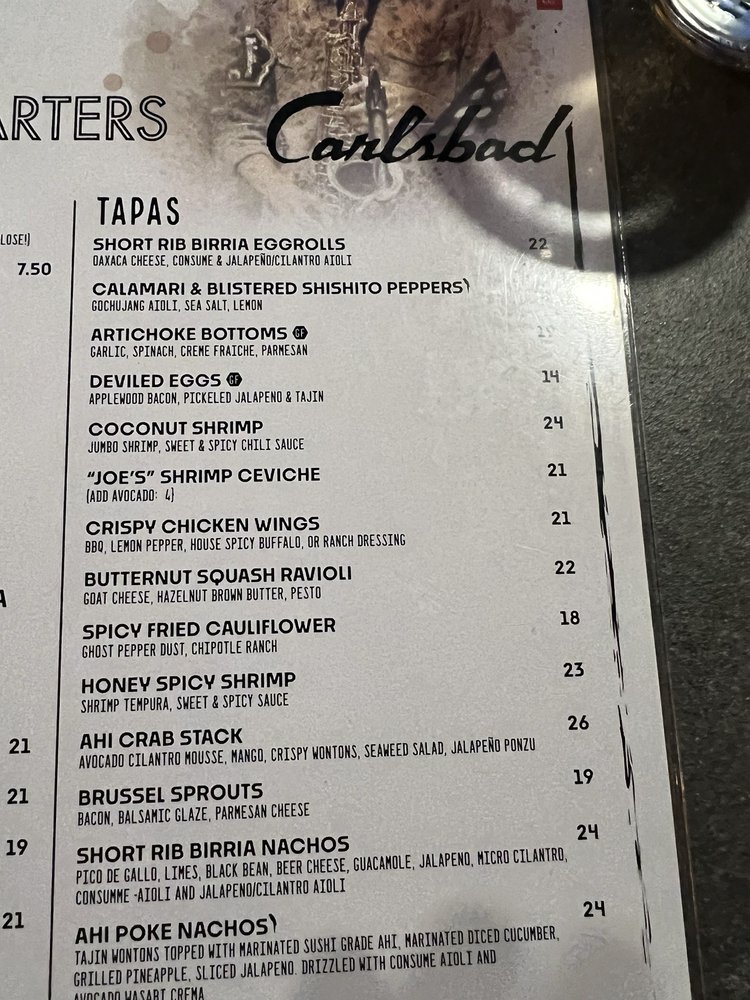 ARTERS
Carlsbad
LOSE!)
7.50
A
21
21
19
21
TAPAS
SHORT RIB BIRRIA EGGROLLS 22
OAXACA CHEESE, CONSUME & JALAPEÑO/CILANTRO AIOLI
CALAMARI & BLISTERED SHISHITO PEPPERS
GOCHUJANG AIOLI, SEA SALT, LEMON
ARTICHOKE BOTTOMS GF
GARLIC, SPINACH, CREME FRAICHE, PARMESAN
DEVILED EGGS GF 14
APPLEWOOD BACON, PICKELED JALAPENO & TAJIN
COCONUT SHRIMP 24
JUMBO SHRIMP, SWEET & SPICY CHILI SAUCE
"JOE'S" SHRIMP CEVICHE 21
(ADD AVOCADO: 4)
CRISPY CHICKEN WINGS 21
BBQ, LEMON PEPPER, HOUSE SPICY BUFFALO, OR RANCH DRESSING
BUTTERNUT SQUASH RAVIOLI 22
GOAT CHEESE, HAZELNUT BROWN BUTTER, PESTO
SPICY FRIED CAULIFLOWER 18
GHOST PEPPER DUST, CHIPOTLE RANCH
HONEY SPICY SHRIMP 23
SHRIMP TEMPURA, SWEET & SPICY SAUCE
AHI CRAB STACK 26
AVOCADO CILANTRO MOUSSE, MANGO, CRISPY WONTONS, SEAWEED SALAD, JALAPEÑO PONZU
BRUSSEL SPROUTS 19
BACON, BALSAMIC GLAZE, PARMESAN CHEESE
SHORT RIB BIRRIA NACHOS 24
PICO DE GALLO, LIMES, BLACK BEAN, BEER CHEESE, GUACAMOLE, JALAPENO, MICRO CILANTRO,
CONSUMME -AIOLI AND JALAPENO/CILANTRO AIOLI
AHI POKE NACHOS 24
TAJIN WONTONS TOPPED WITH MARINATED SUSHI GRADE AHI, MARINATED DICED CUCUMBER,
GRILLED PINEAPPLE, SLICED JALAPENO. DRIZZLED WITH CONSUME AIOLI AND
AVOCADO WASABI CREMA